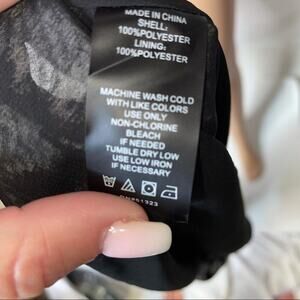 MADE IN CHINA
SHELL:
100%POLYESTER
LINING:
100%POLYESTER
MACHINE WASH COLD
WITH LIKE COLORS
USE ONLY
NON-CHLORINE
BLEACH
IF NEEDED
TUMBLE DRY LOW
USE LOW IRON
IF NECESSARY